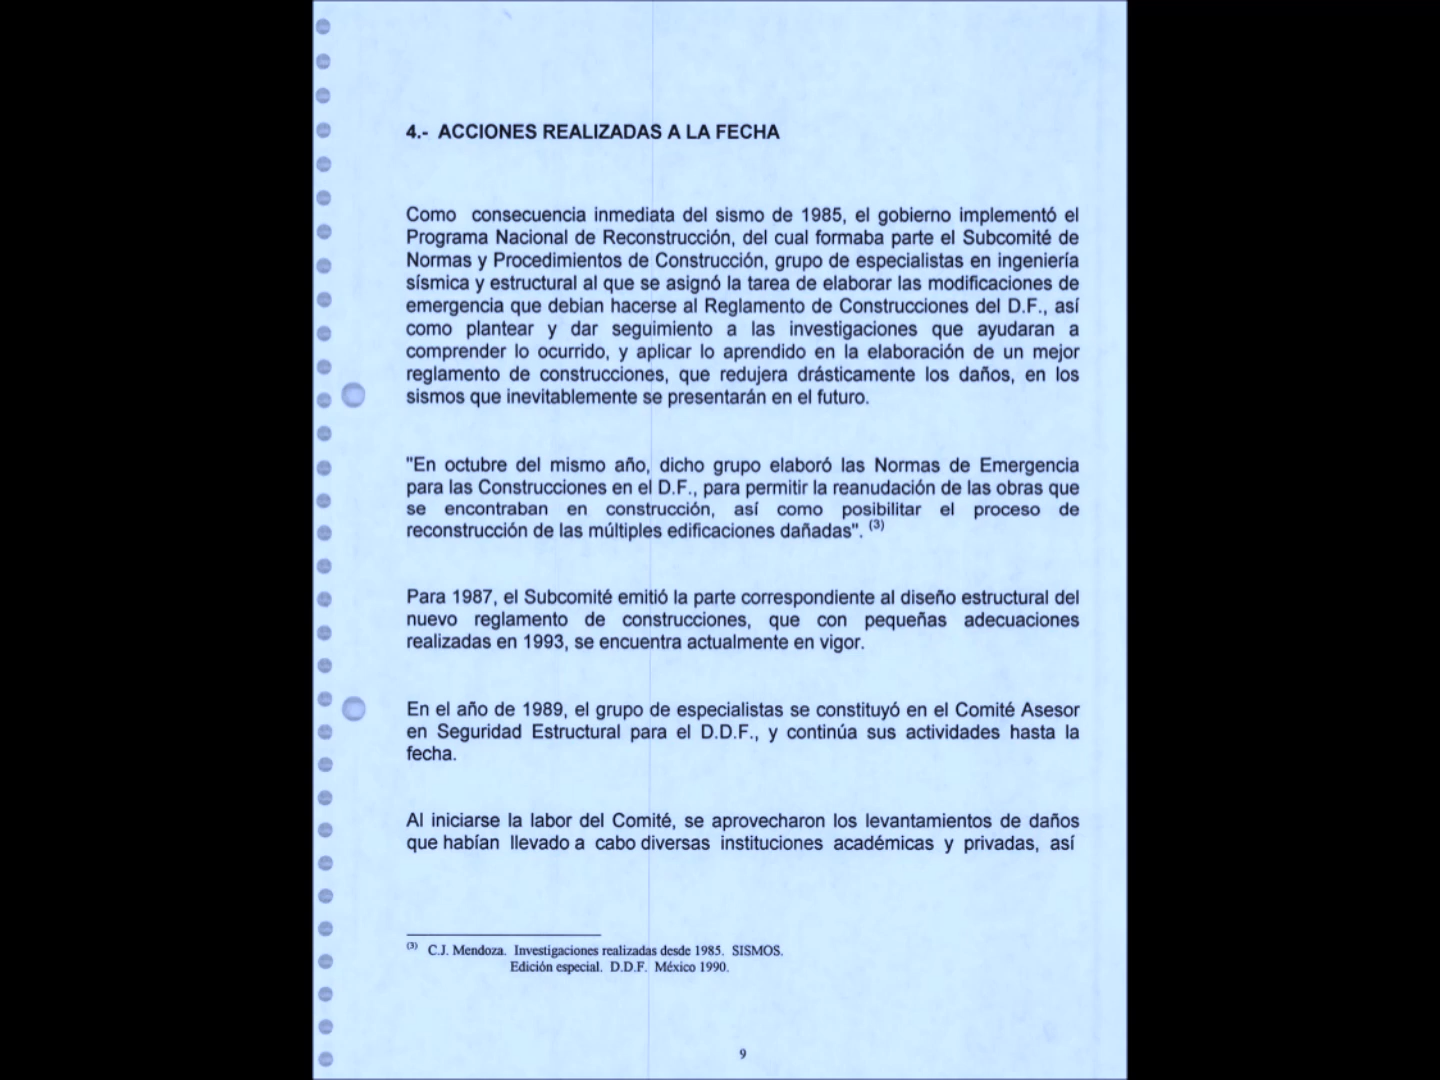 4.- ACCIONES REALIZADAS A LA FECHA
Como consecuencia inmediata del sismo de 1985, el gobierno implementó el
Programa Nacional de Reconstrucción, del cual formaba parte el Subcomité de
Normas y Procedimientos de Construcción, grupo de especialistas en ingeniería
sísmica y estructural al que se asignó la tarea de elaborar las modificaciones de
emergencia que debian hacerse al Reglamento de Construcciones del D.F., así
como plantear y dar seguimiento a las investigaciones que ayudaran a
comprender lo ocurrido, y aplicar lo aprendido en la elaboración de un mejor
reglamento de construcciones, que redujera drásticamente los daños, en los
sismos que inevitablemente se presentarán en el futuro.
"En octubre del mismo año, dicho grupo elaboró las Normas de Emergencia
para las Construcciones en el D.F., para permitir la reanudación de las obras que
se encontraban en construcción, así como posibilitar el proceso de
reconstrucción de las múltiples edificaciones dañadas". (3)
Para 1987, el Subcomité emitió la parte correspondiente al diseño estructural del
nuevo reglamento de construcciones, que con pequeñas adecuaciones
realizadas en 1993, se encuentra actualmente en vigor.
En el año de 1989, el grupo de especialistas se constituyó en el Comité Asesor
en Seguridad Estructural para el D.D.F., y continúa sus actividades hasta la
fecha.
Al iniciarse la labor del Comité, se aprovecharon los levantamientos de daños
que habían llevado a cabo diversas instituciones académicas y privadas, así
(3) C.J. Mendoza. Investigaciones realizadas desde 1985. SISMOS.
Edición especial. D.D.F. México 1990.
9